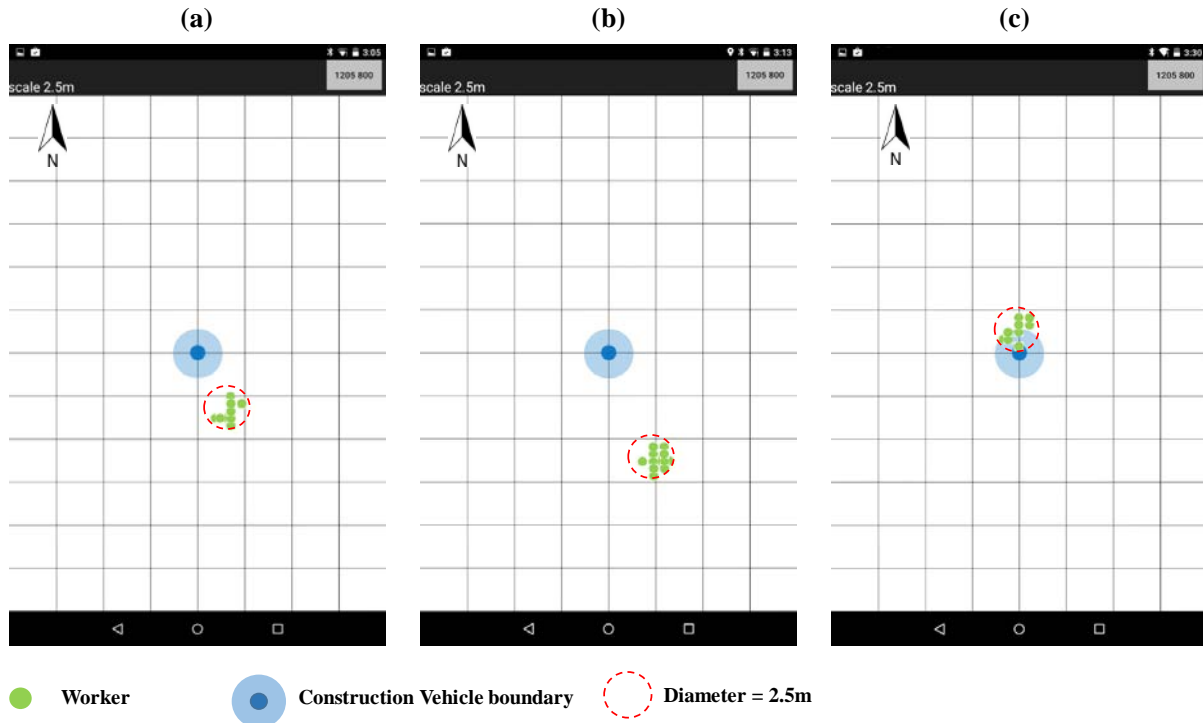 (a) (b) (c)
3:05 3:13 3:30
1205 800 1205 800 1205 800
scale 2.5m scale 2.5m scale 2.5m
N N N
Worker Construction Vehicle boundary Diameter = 2.5m